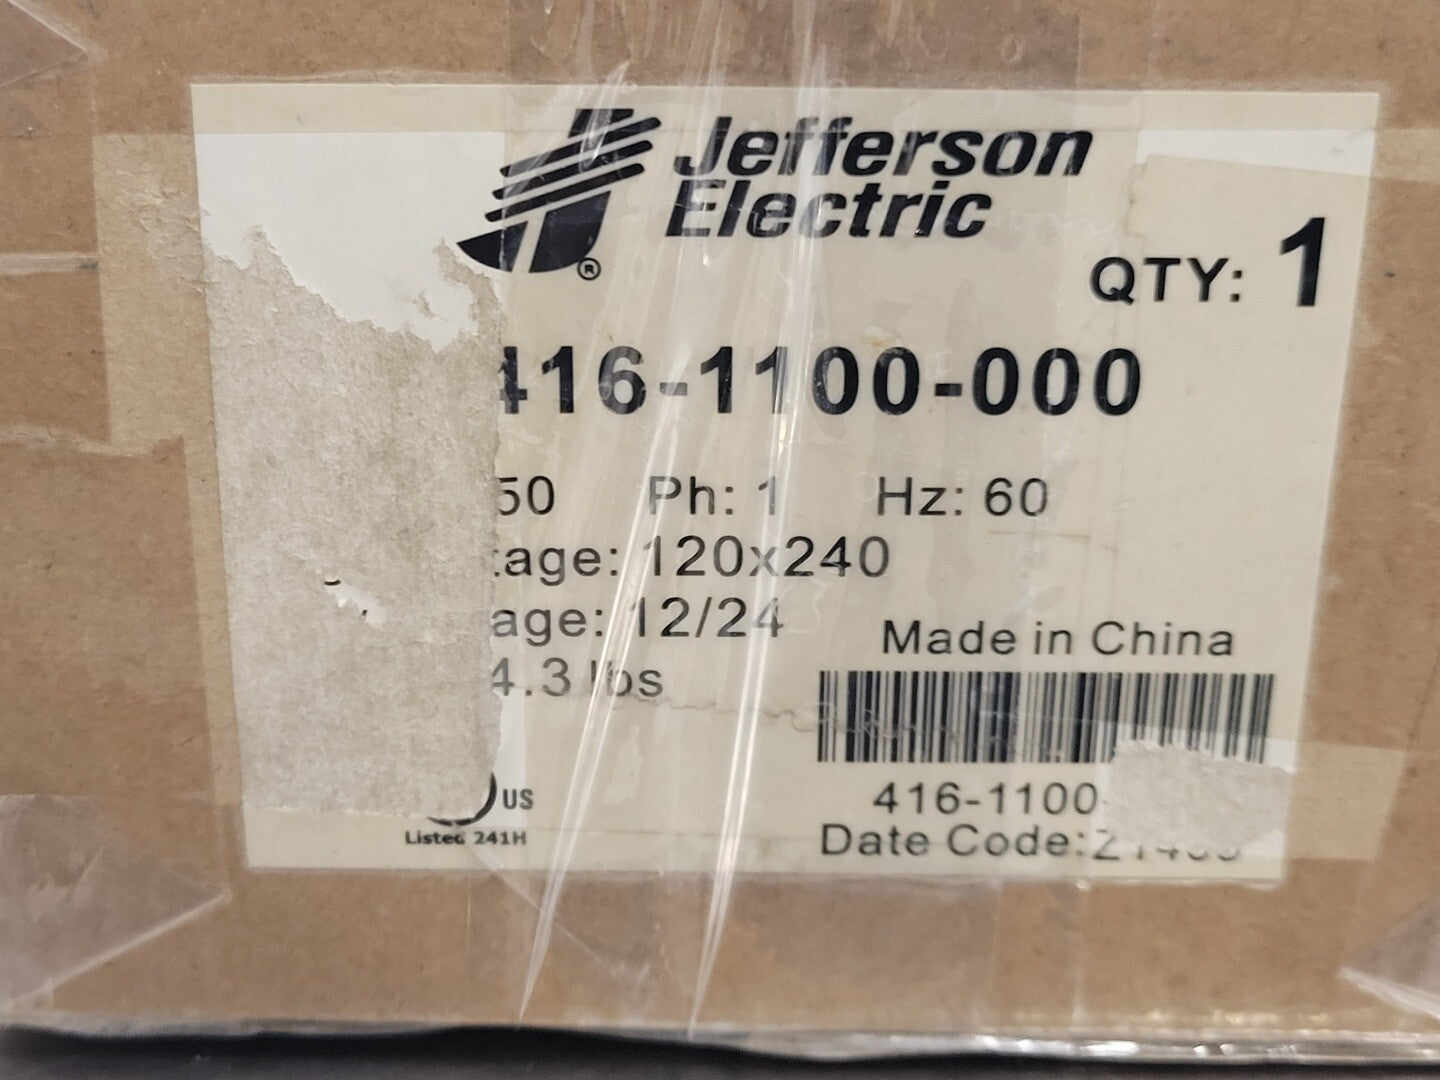 Jefferson
Electric
®
QTY: 1
416-1100-000
50 Ph: 1 Hz: 60
tage: 120x240
age: 12/24
4.3 lbs
Made in China
US
Listed 241H
416-1100-
Date Code: